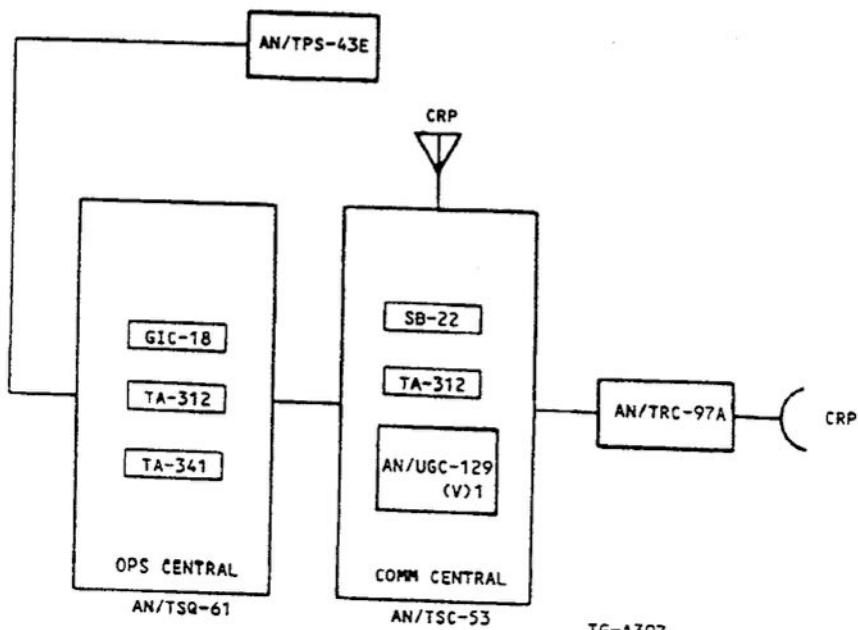 AN/TPS-43E
CRP
GIC-18
TA-312
TA-341
OPS CENTRAL
AN/TSQ-61
SB-22
TA-312
AN/UGC-129
(V)1
COMM CENTRAL
AN/TSC-53
AN/TRC-97A
CRP